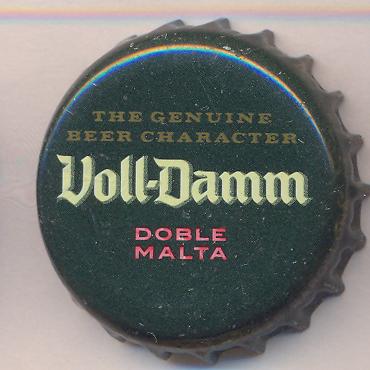 THE GENUINE
BEER CHARACTER
Voll-Damm
DOBLE
MALTA